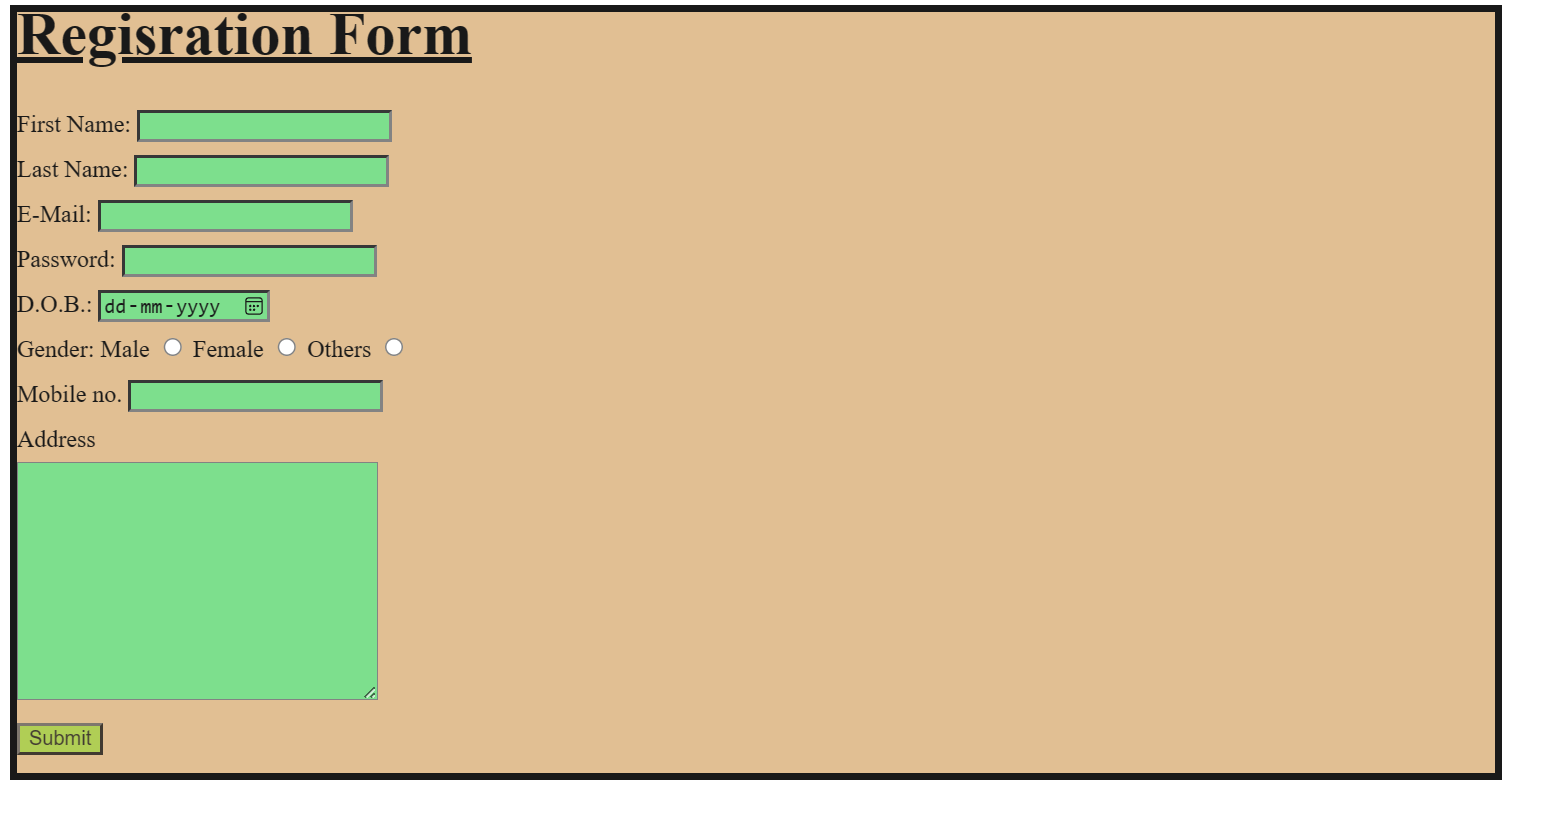 Regisration Form
First Name:
Last Name:
E-Mail:
Password:
D.O.B.: dd-mm-yyyy
Gender: Male Female Others
Mobile no.
Address
Submit